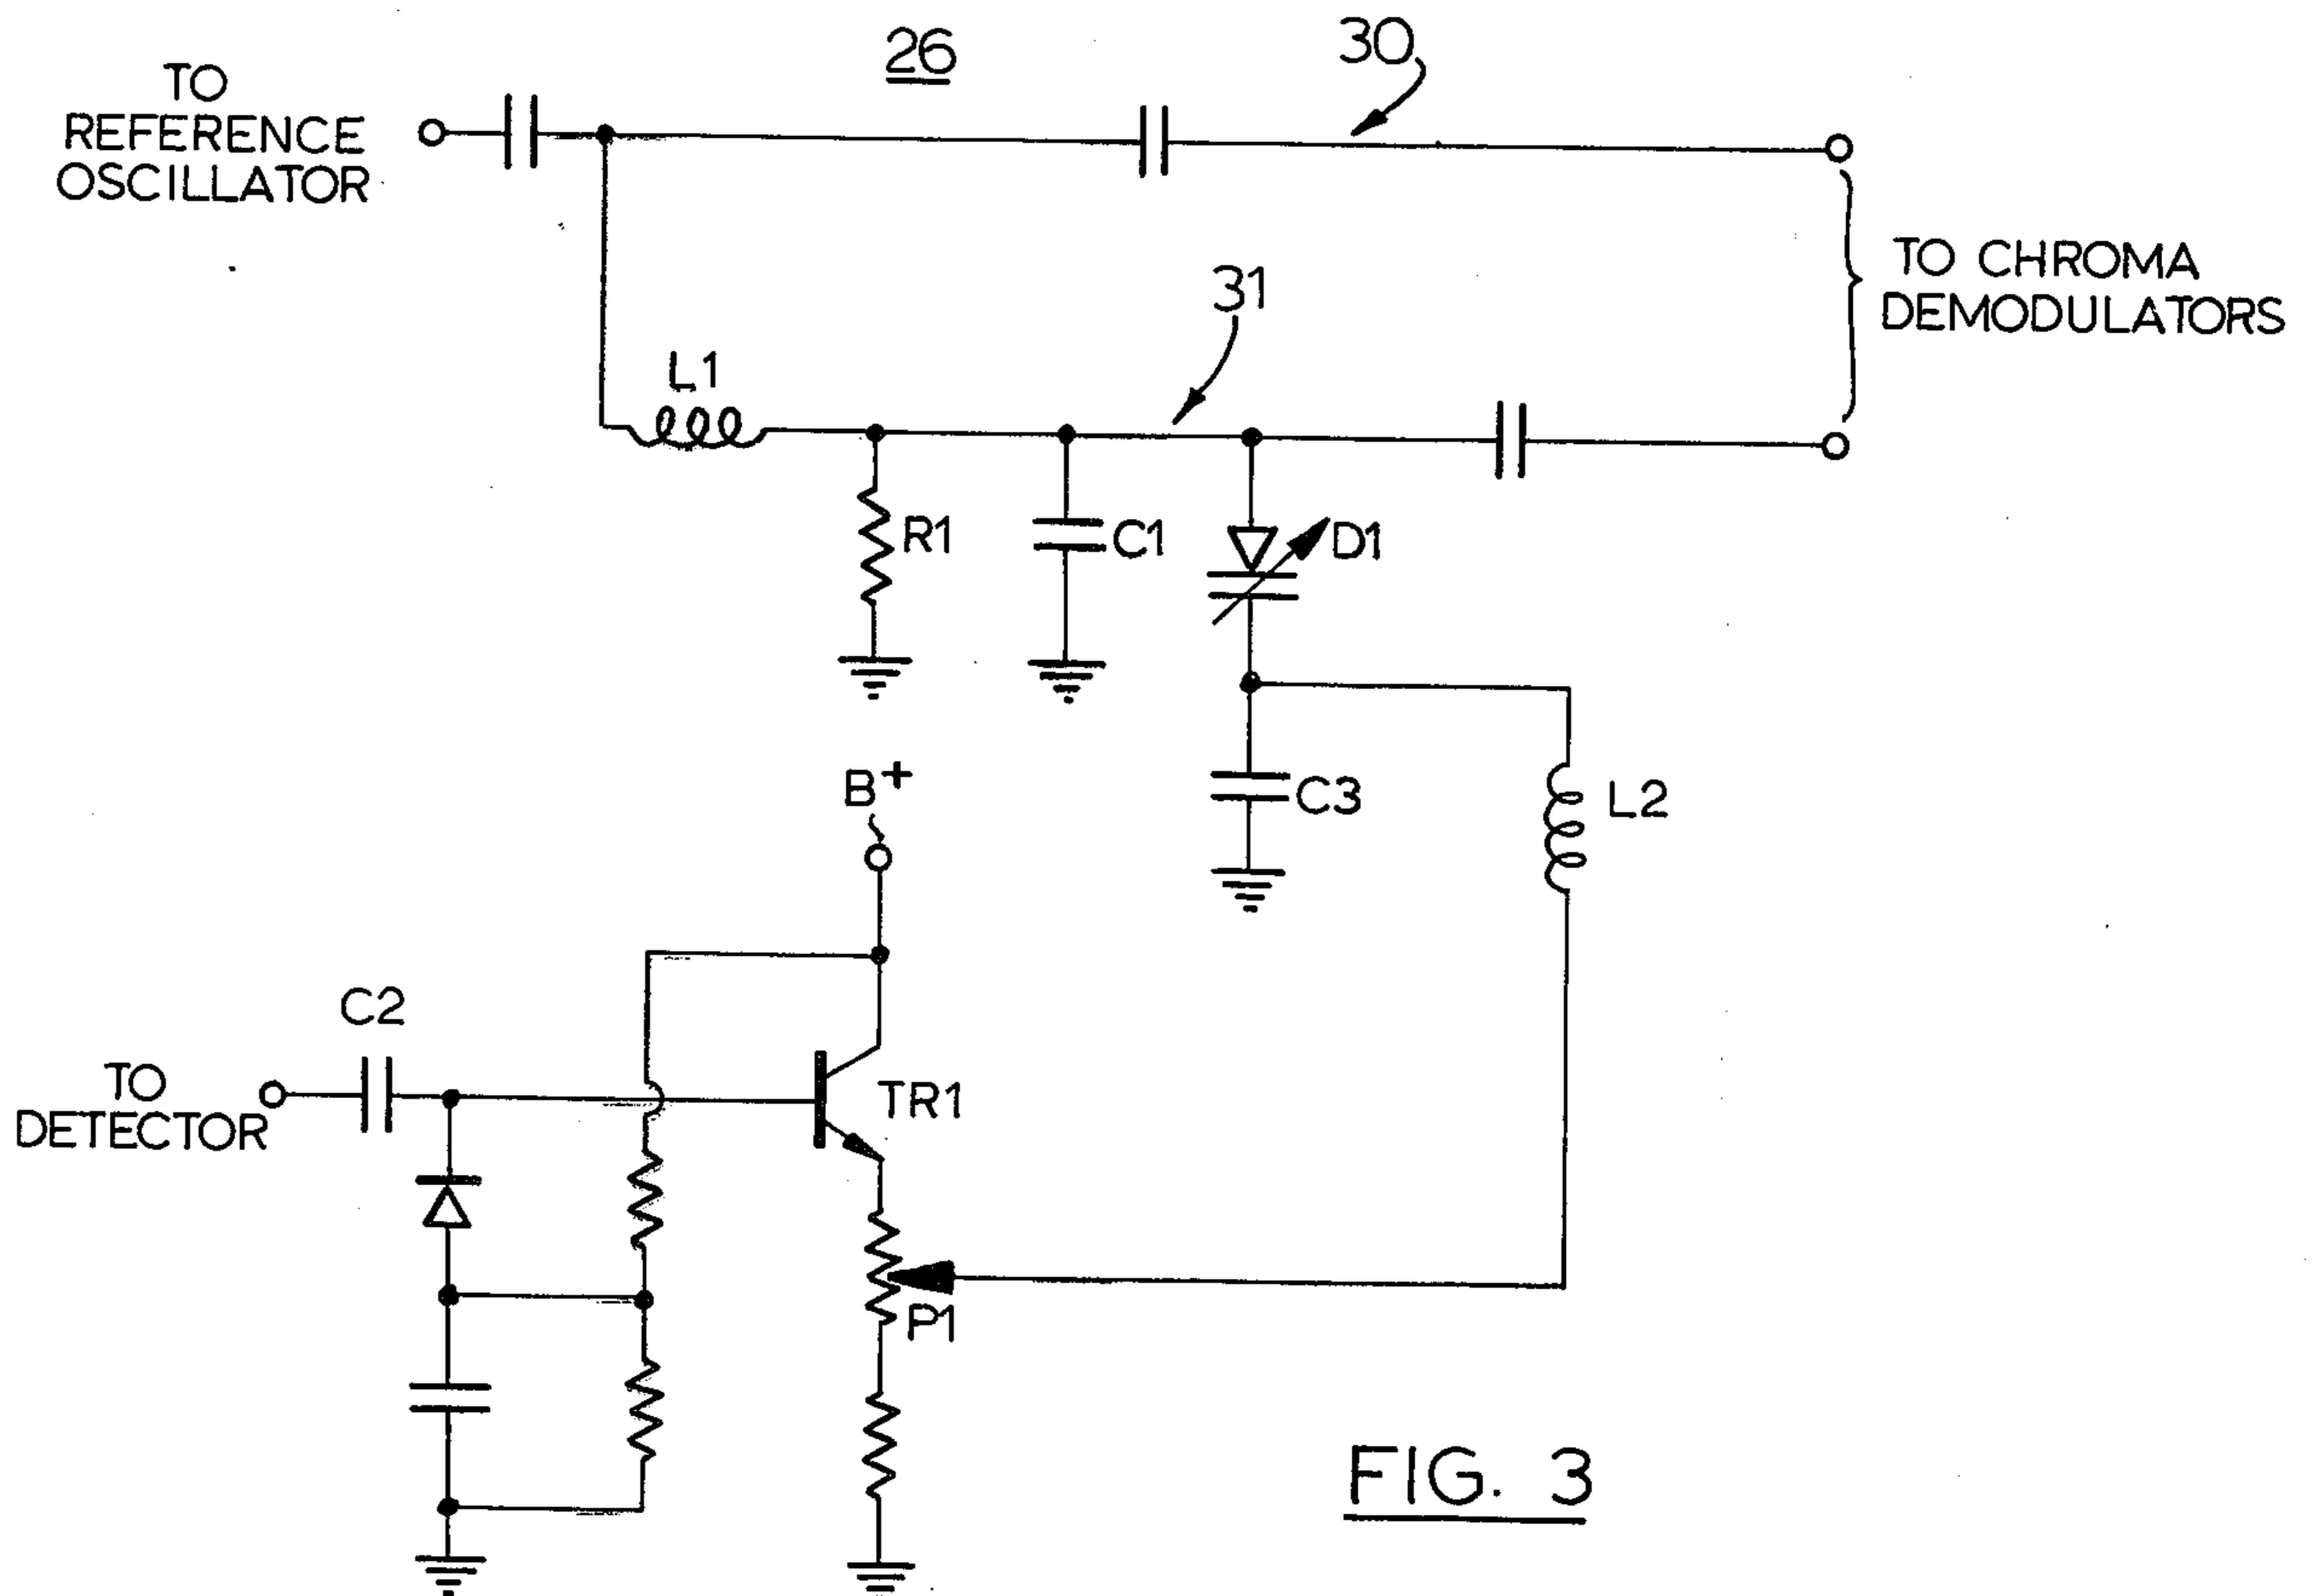 26
30
TO
REFERENCE
OSCILLATOR
TO CHROMA
DEMODULATORS
31
L1
R1
C1
D1
B+
C3
L2
C2
TO
DETECTOR
TR1
P1
FIG. 3